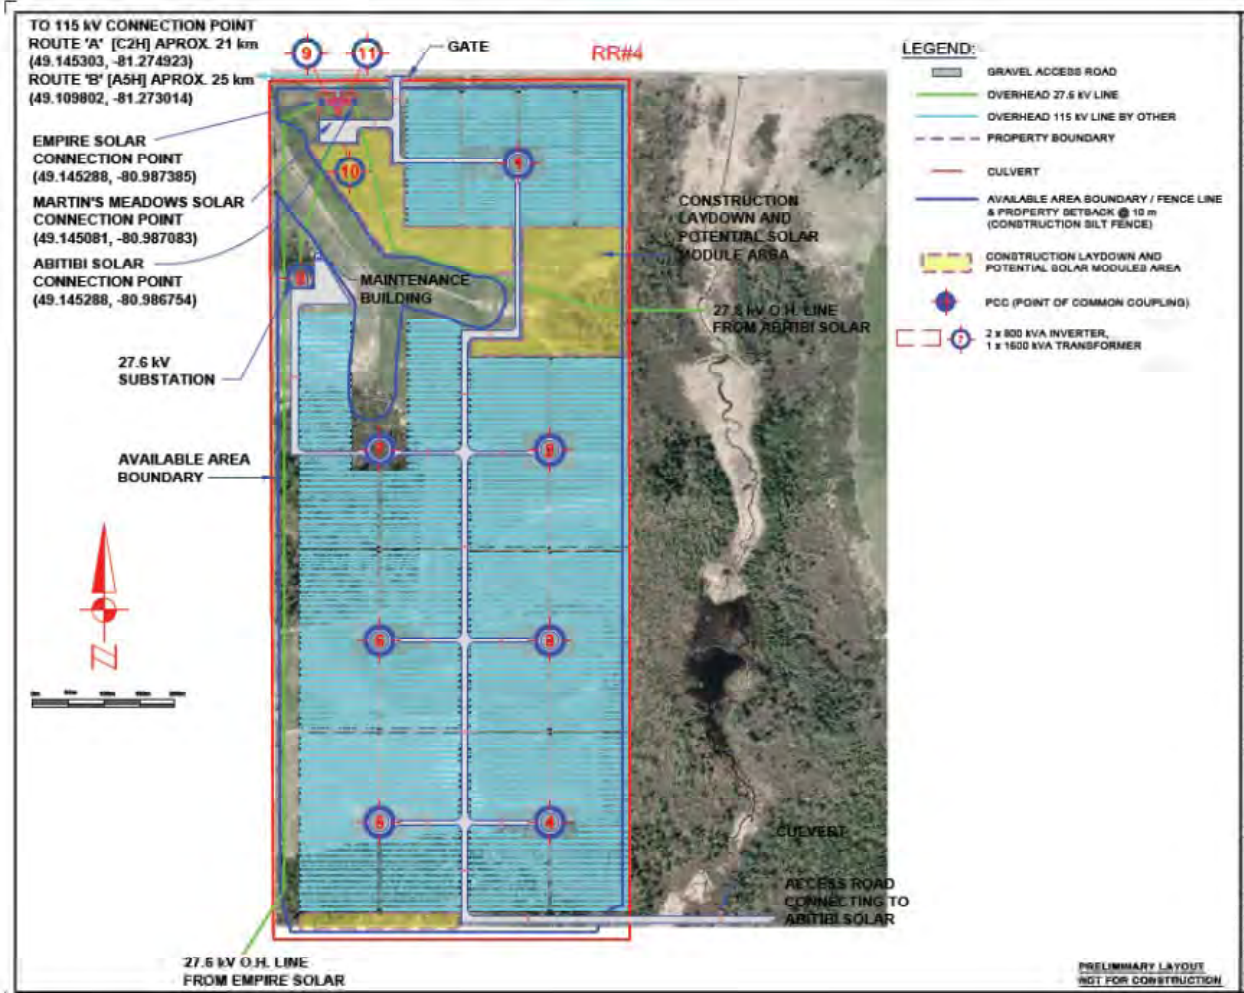 TO 115 kV CONNECTION POINT
ROUTE 'A' [C2H] APROX. 21 km
(49.145303, -81.274923)
ROUTE 'B' [A5H] APROX. 25 km
(49.109802, -81.273014)
9
11
GATE
RR#4
EMPIRE SOLAR
CONNECTION POINT
(49.145288, -80.987385)
MARTIN'S MEADOWS SOLAR
CONNECTION POINT
(49.145081, -80.987083)
ABITIBI SOLAR
CONNECTION POINT
(49.145288, -80.986754)
10
1
CONSTRUCTION
LAYDOWN AND
POTENTIAL SOLAR
MODULE AREA
MAINTENANCE
BUILDING
27.6 kV O.H. LINE
FROM ABITIBI SOLAR
27.6 kV
SUBSTATION
AVAILABLE AREA
BOUNDARY
6
5
4
CULVERT
ACCESS ROAD
CONNECTING TO
ABITIBI SOLAR
27.6 kV O.H. LINE
FROM EMPIRE SOLAR
LEGEND:
GRAVEL ACCESS ROAD
OVERHEAD 27.6 kV LINE
OVERHEAD 115 kV LINE BY OTHER
PROPERTY BOUNDARY
CULVERT
AVAILABLE AREA BOUNDARY / FENCE LINE
& PROPERTY SETBACK @ 10 m
(CONSTRUCTION SILT FENCE)
CONSTRUCTION LAYDOWN AND
POTENTIAL SOLAR MODULES AREA
PCC (POINT OF COMMON COUPLING)
2 x 800 kVA INVERTER,
1 x 1600 kVA TRANSFORMER
PRELIMINARY LAYOUT
NOT FOR CONSTRUCTION